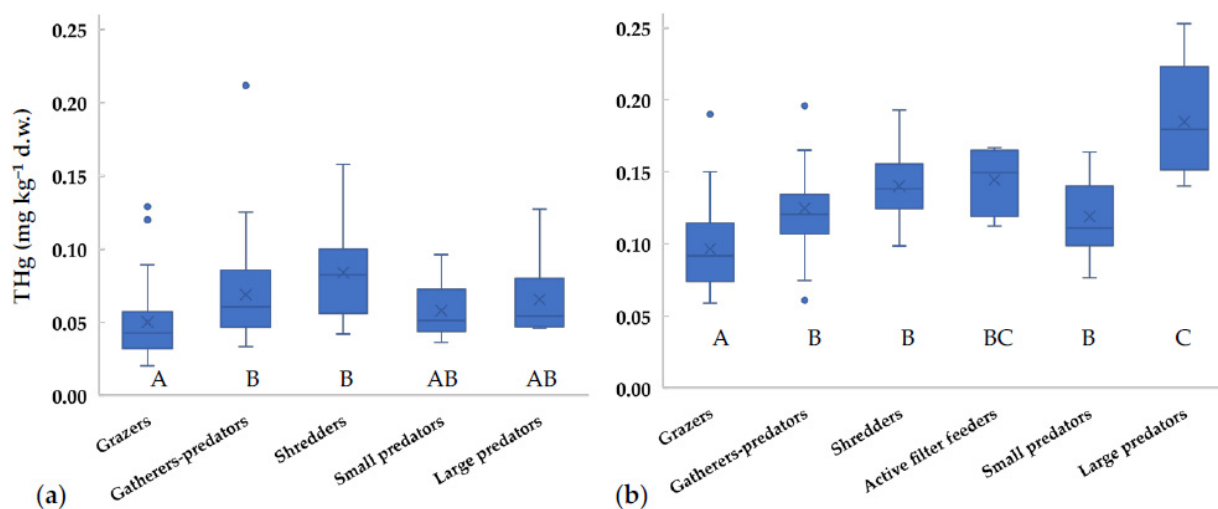 0.25
0.20
0.15
0.10
0.05
0.00
THg (mg kg⁻¹ d.w.)
A B B AB AB
Grazers
Gatherers-predators
Shredders
Small predators
Large predators
(a)
0.25
0.20
0.15
0.10
0.05
0.00
A B B BC B C
Grazers
Gatherers-predators
Shredders
Active filter feeders
Small predators
Large predators
(b)